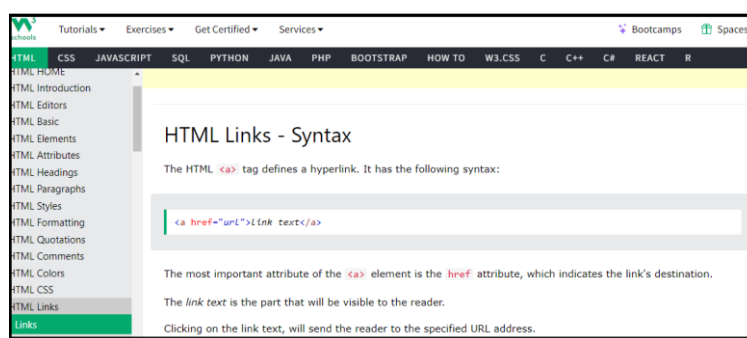 3
schools
Tutorials Exercises Get Certified Services Bootcamps Spaces
HTML CSS JAVASCRIPT SQL PYTHON JAVA PHP BOOTSTRAP HOW TO W3.CSS C C++ C# REACT R
HTML HOME
HTML Introduction
HTML Editors
HTML Basic
HTML Elements
HTML Attributes
HTML Headings
HTML Paragraphs
HTML Styles
HTML Formatting
HTML Quotations
HTML Comments
HTML Colors
HTML CSS
HTML Links
Links
HTML Links - Syntax
The HTML <a> tag defines a hyperlink. It has the following syntax:
<a href="url">link text</a>
The most important attribute of the <a> element is the href attribute, which indicates the link's destination.
The link text is the part that will be visible to the reader.
Clicking on the link text, will send the reader to the specified URL address.